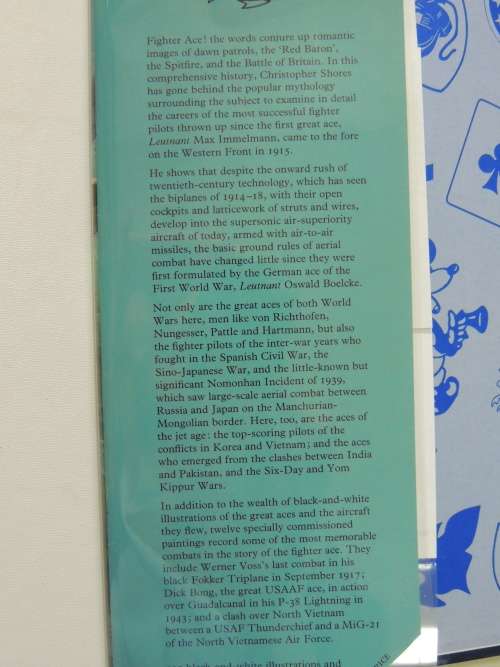 Fighter Ace! the words conjure up romantic
images of dawn patrols, the 'Red Baron',
the Spitfire, and the Battle of Britain. In this
comprehensive history, Christopher Shores
has gone behind the popular mythology
surrounding the subject to examine in detail
the careers of the most successful fighter
pilots thrown up since the first great ace,
Leutnant Max Immelmann, came to the fore
on the Western Front in 1915.
He shows that despite the onward rush of
twentieth-century technology, which has seen
the biplanes of 1914–18, with their open
cockpits and latticework of struts and wires,
develop into the supersonic air-superiority
aircraft of today, armed with air-to-air
missiles, the basic ground rules of aerial
combat have changed little since they were
first formulated by the German ace of the
First World War, Leutnant Oswald Boelcke.
Not only are the great aces of both World
Wars here, men like von Richthofen,
Nungesser, Pattle and Hartmann, but also
the fighter pilots of the inter-war years who
fought in the Spanish Civil War, the
Sino-Japanese War, and the little-known but
significant Nomonhan Incident of 1939,
which saw large-scale aerial combat between
Russia and Japan on the Manchurian-
Mongolian border. Here, too, are the aces of
the jet age: the top-scoring pilots of the
conflicts in Korea and Vietnam; and the aces
who emerged from the clashes between India
and Pakistan, and the Six-Day and Yom
Kippur Wars.
In addition to the wealth of black-and-white
illustrations of the great aces and the aircraft
they flew, twelve specially commissioned
paintings record some of the most memorable
combats in the story of the fighter ace. They
include Werner Voss's last combat in his
black Fokker Triplane in September 1917;
Dick Bong, the great USAAF ace, in action
over Guadalcanal in his P-38 Lightning in
1943; and a clash over North Vietnam
between a USAF Thunderchief and a MiG-21
of the North Vietnamese Air Force.
black-and-white illustrations and